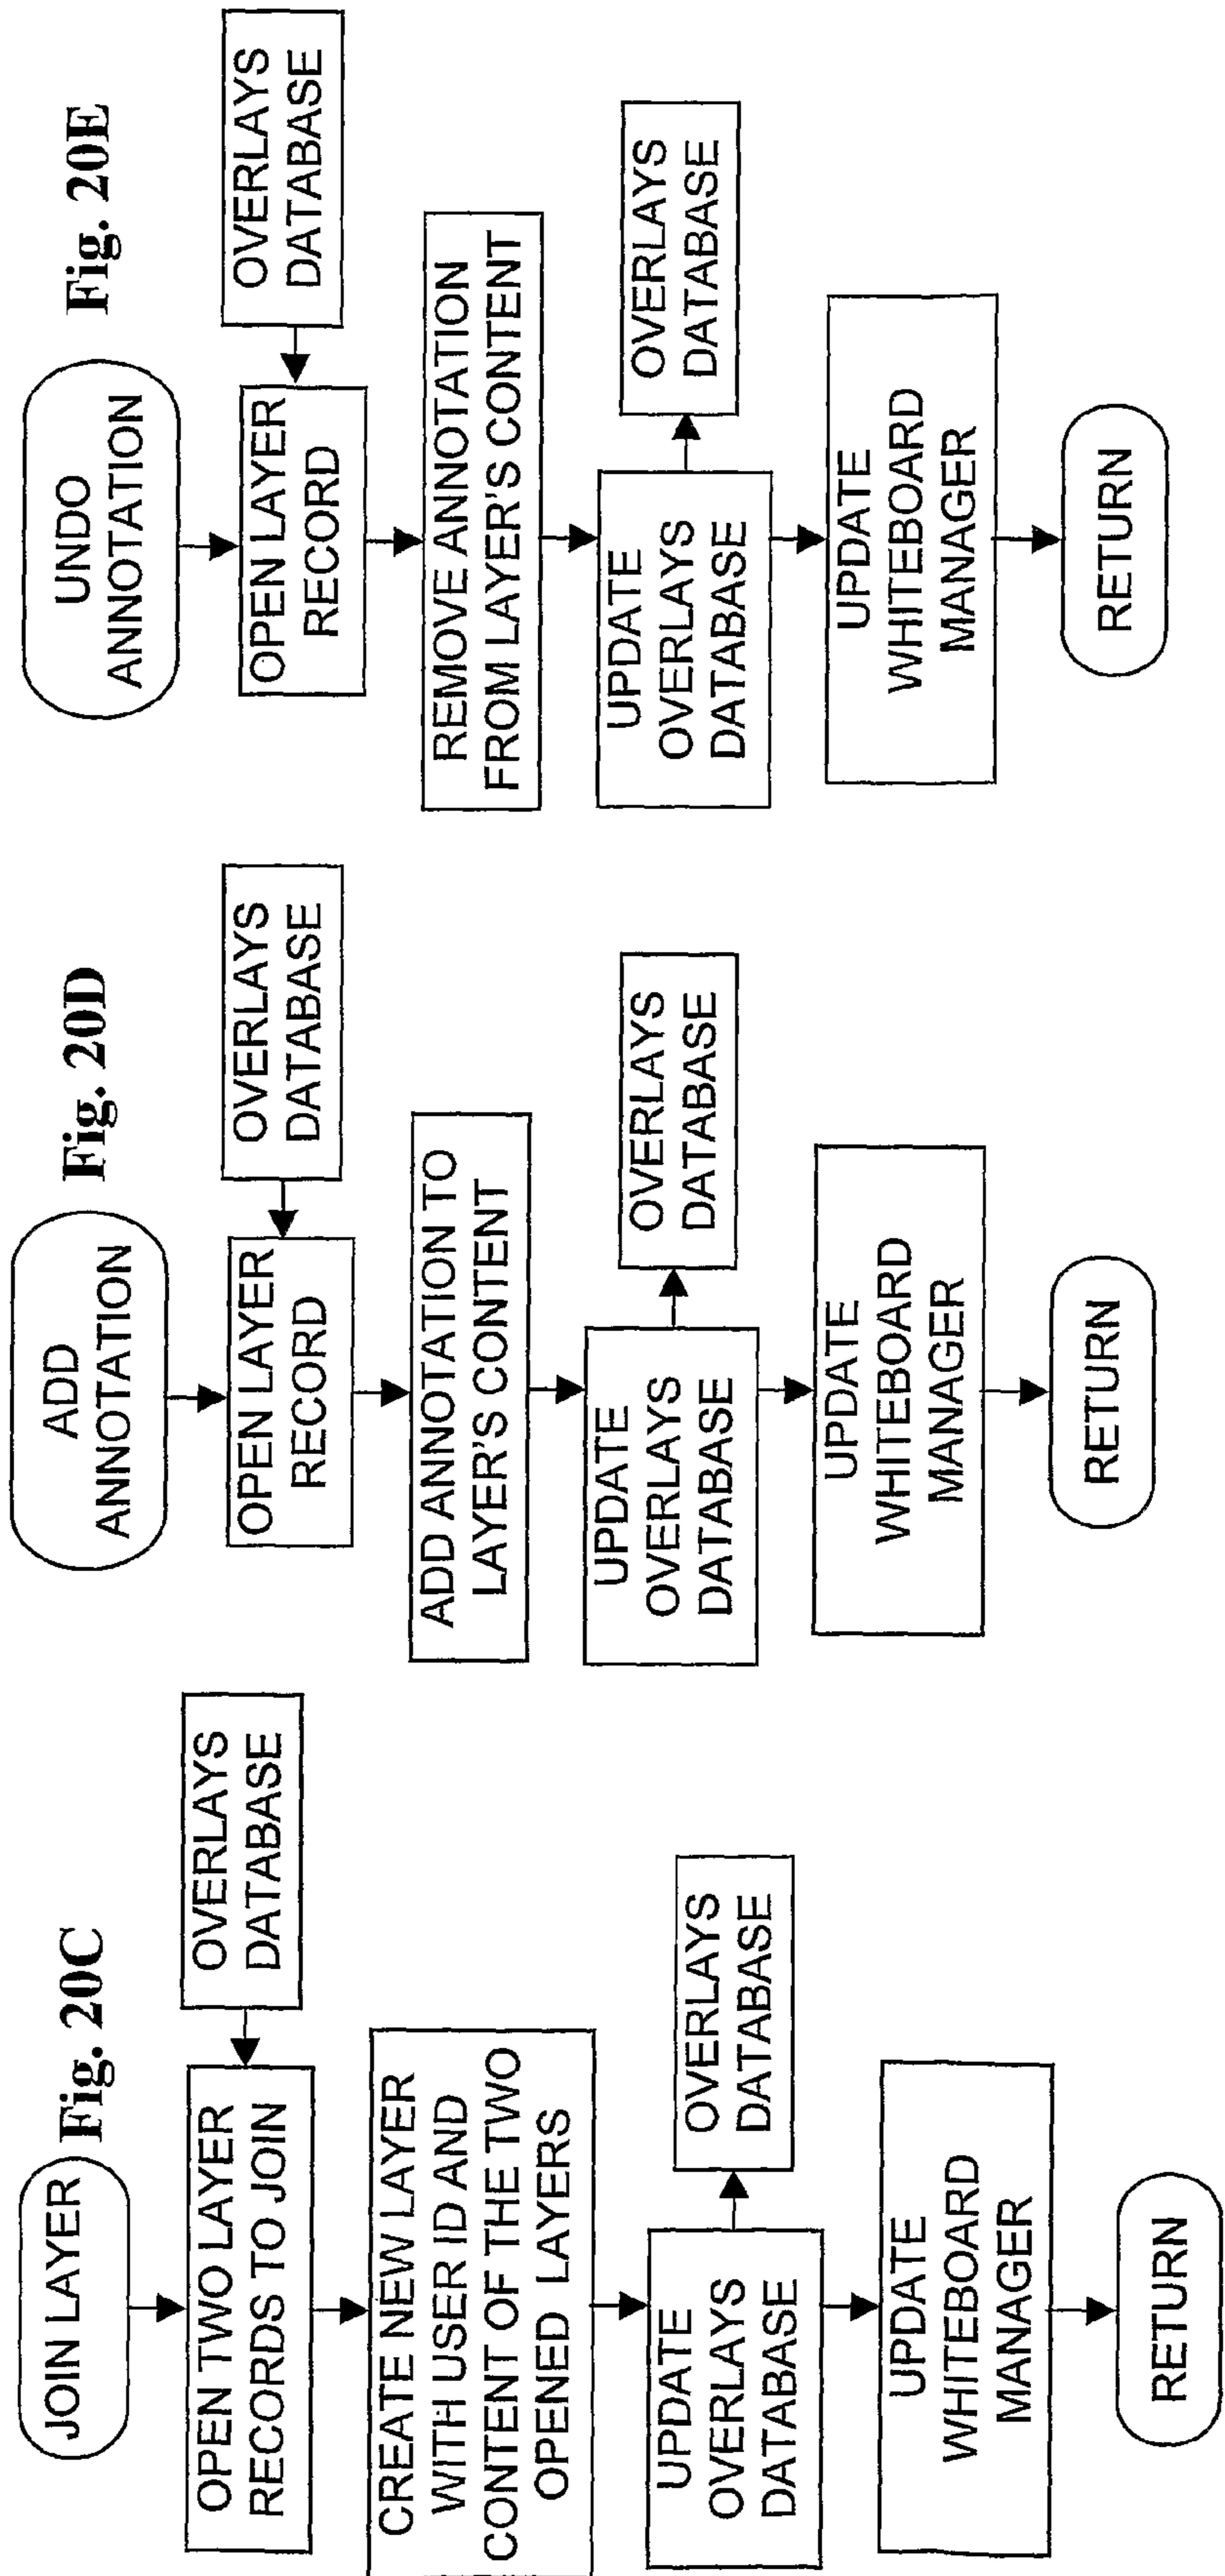 Fig. 20C
JOIN LAYER
OPEN TWO LAYER
RECORDS TO JOIN
OVERLAYS
DATABASE
CREATE NEW LAYER
WITH USER ID AND
CONTENT OF THE TWO
OPENED LAYERS
UPDATE
OVERLAYS
DATABASE
OVERLAYS
DATABASE
UPDATE
WHITEBOARD
MANAGER
RETURN
Fig. 20D
ADD
ANNOTATION
OPEN LAYER
RECORD
OVERLAYS
DATABASE
ADD ANNOTATION TO
LAYER'S CONTENT
UPDATE
OVERLAYS
DATABASE
OVERLAYS
DATABASE
UPDATE
WHITEBOARD
MANAGER
RETURN
Fig. 20E
UNDO
ANNOTATION
OPEN LAYER
RECORD
OVERLAYS
DATABASE
REMOVE ANNOTATION
FROM LAYER'S CONTENT
UPDATE
OVERLAYS
DATABASE
OVERLAYS
DATABASE
UPDATE
WHITEBOARD
MANAGER
RETURN